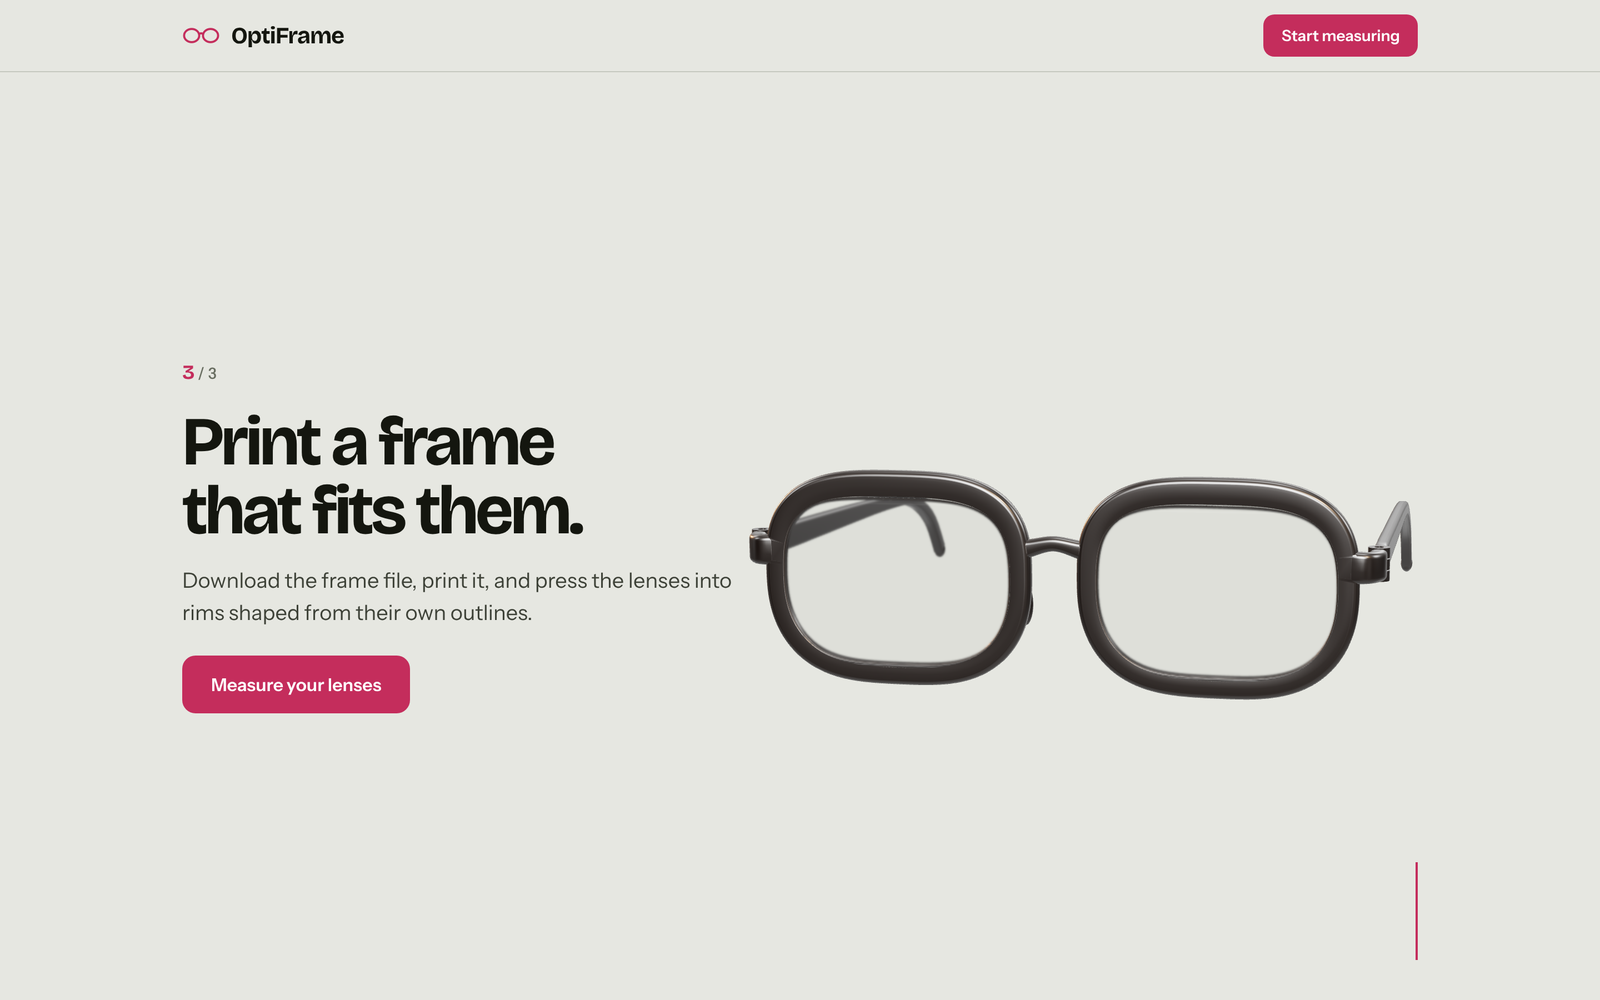 OptiFrame
Start measuring
3 / 3
Print a frame
that fits them.
Download the frame file, print it, and press the lenses into
rims shaped from their own outlines.
Measure your lenses